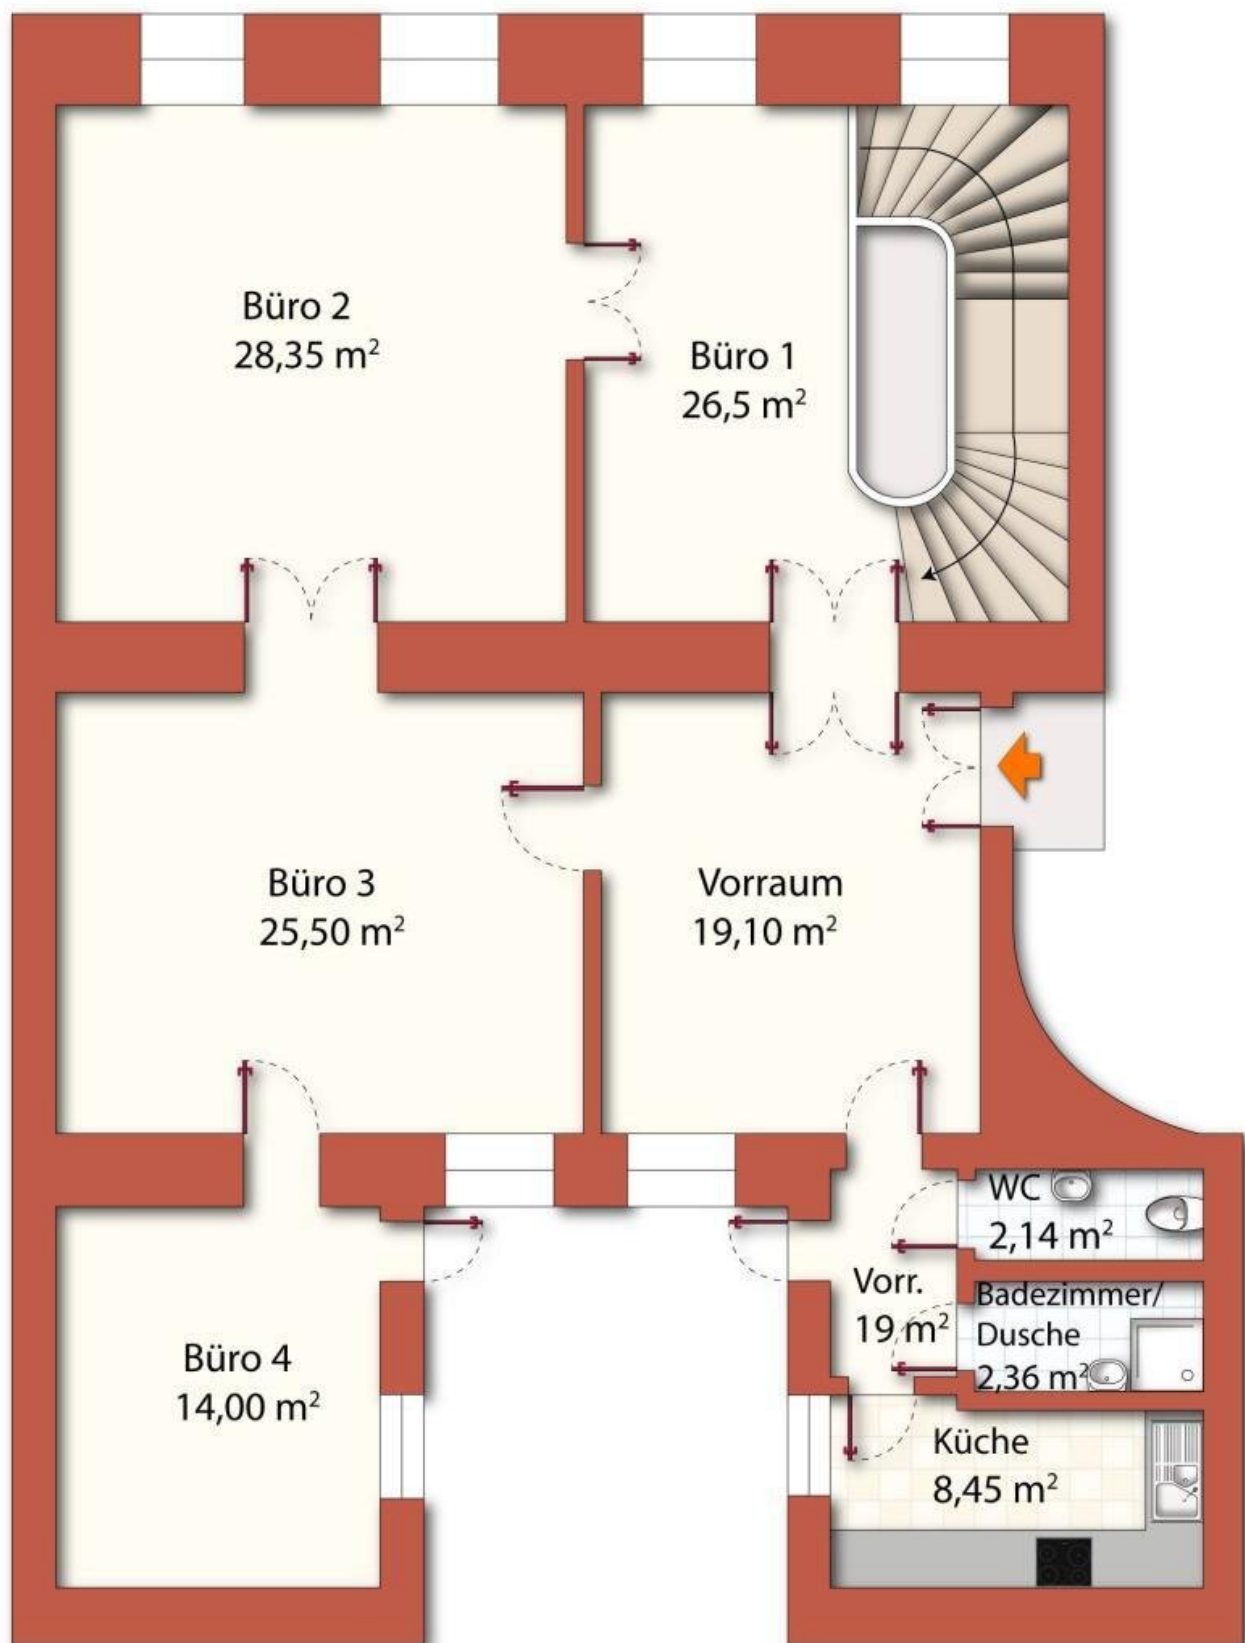 Büro 2
28,35 m²
Büro 1
26,5 m²
Büro 3
25,50 m²
Vorraum
19,10 m²
WC
2,14 m²
Vorr.
19 m²
Badezimmer/
Dusche
2,36 m²
Büro 4
14,00 m²
Küche
8,45 m²